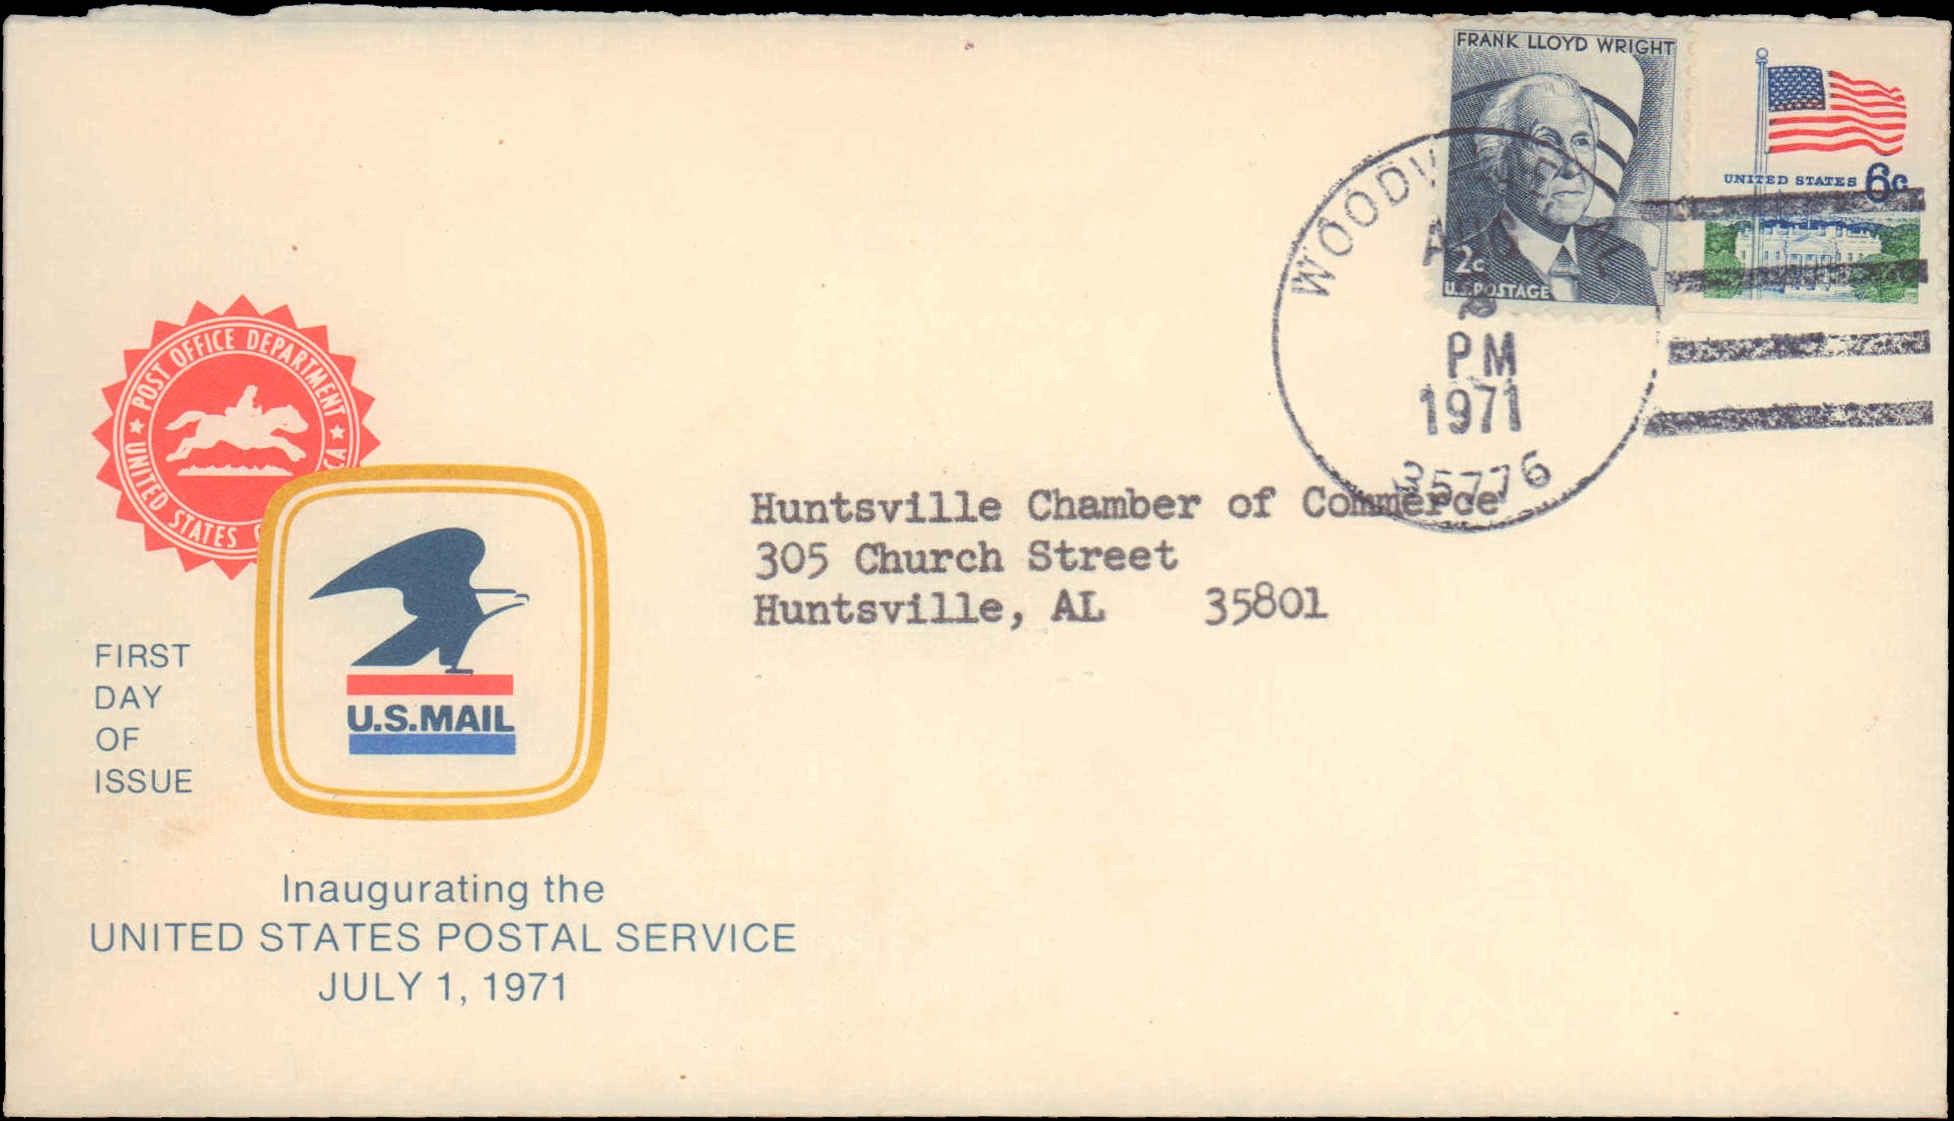 FRANK LLOYD WRIGHT
2c
U.S. POSTAGE
UNITED STATES 6c
PM
1971
35776
POST OFFICE DEPARTMENT
UNITED STATES
U.S.MAIL
Huntsville Chamber of Commerce
305 Church Street
Huntsville, AL 35801
FIRST
DAY
OF
ISSUE
Inaugurating the
UNITED STATES POSTAL SERVICE
JULY 1, 1971